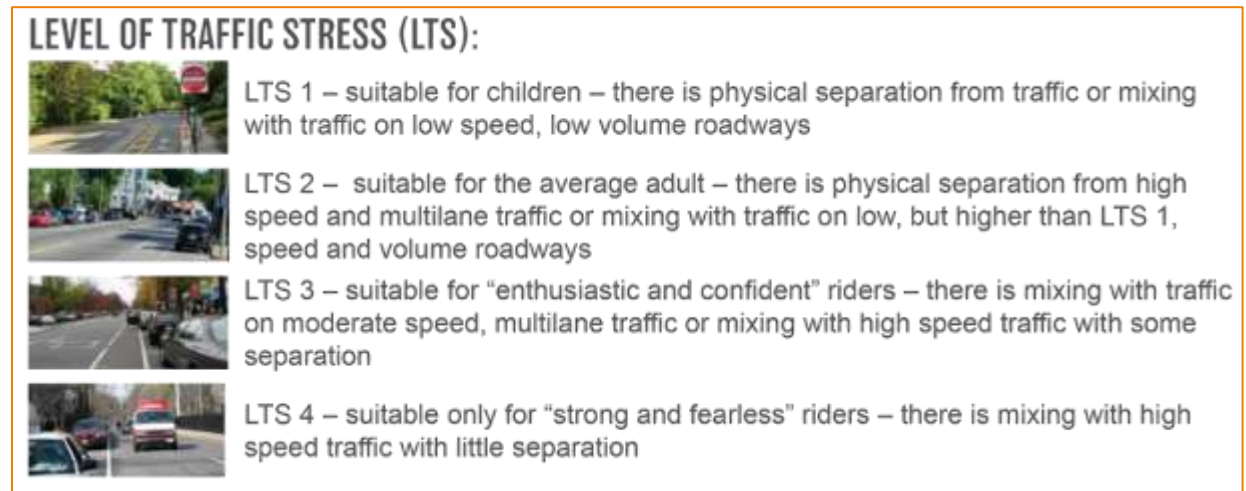 LEVEL OF TRAFFIC STRESS (LTS):
LTS 1 – suitable for children – there is physical separation from traffic or mixing
with traffic on low speed, low volume roadways
LTS 2 –  suitable for the average adult – there is physical separation from high
speed and multilane traffic or mixing with traffic on low, but higher than LTS 1,
speed and volume roadways
LTS 3 – suitable for “enthusiastic and confident” riders – there is mixing with traffic
on moderate speed, multilane traffic or mixing with high speed traffic with some
separation
LTS 4 – suitable only for “strong and fearless” riders – there is mixing with high
speed traffic with little separation